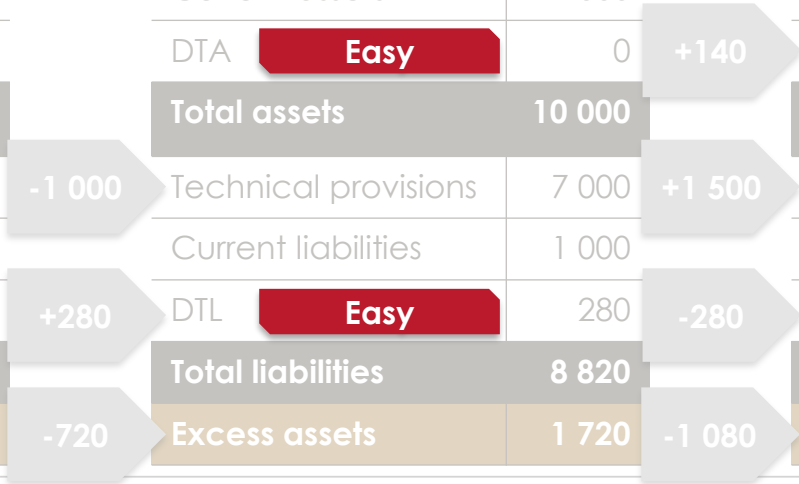 DTA Easy 0 +140
Total assets 10 000
-1 000 Technical provisions 7 000 +1 500
Current liabilities 1 000
+280 DTL Easy 280 -280
Total liabilities 8 820
-720 Excess assets 1 720 -1 080